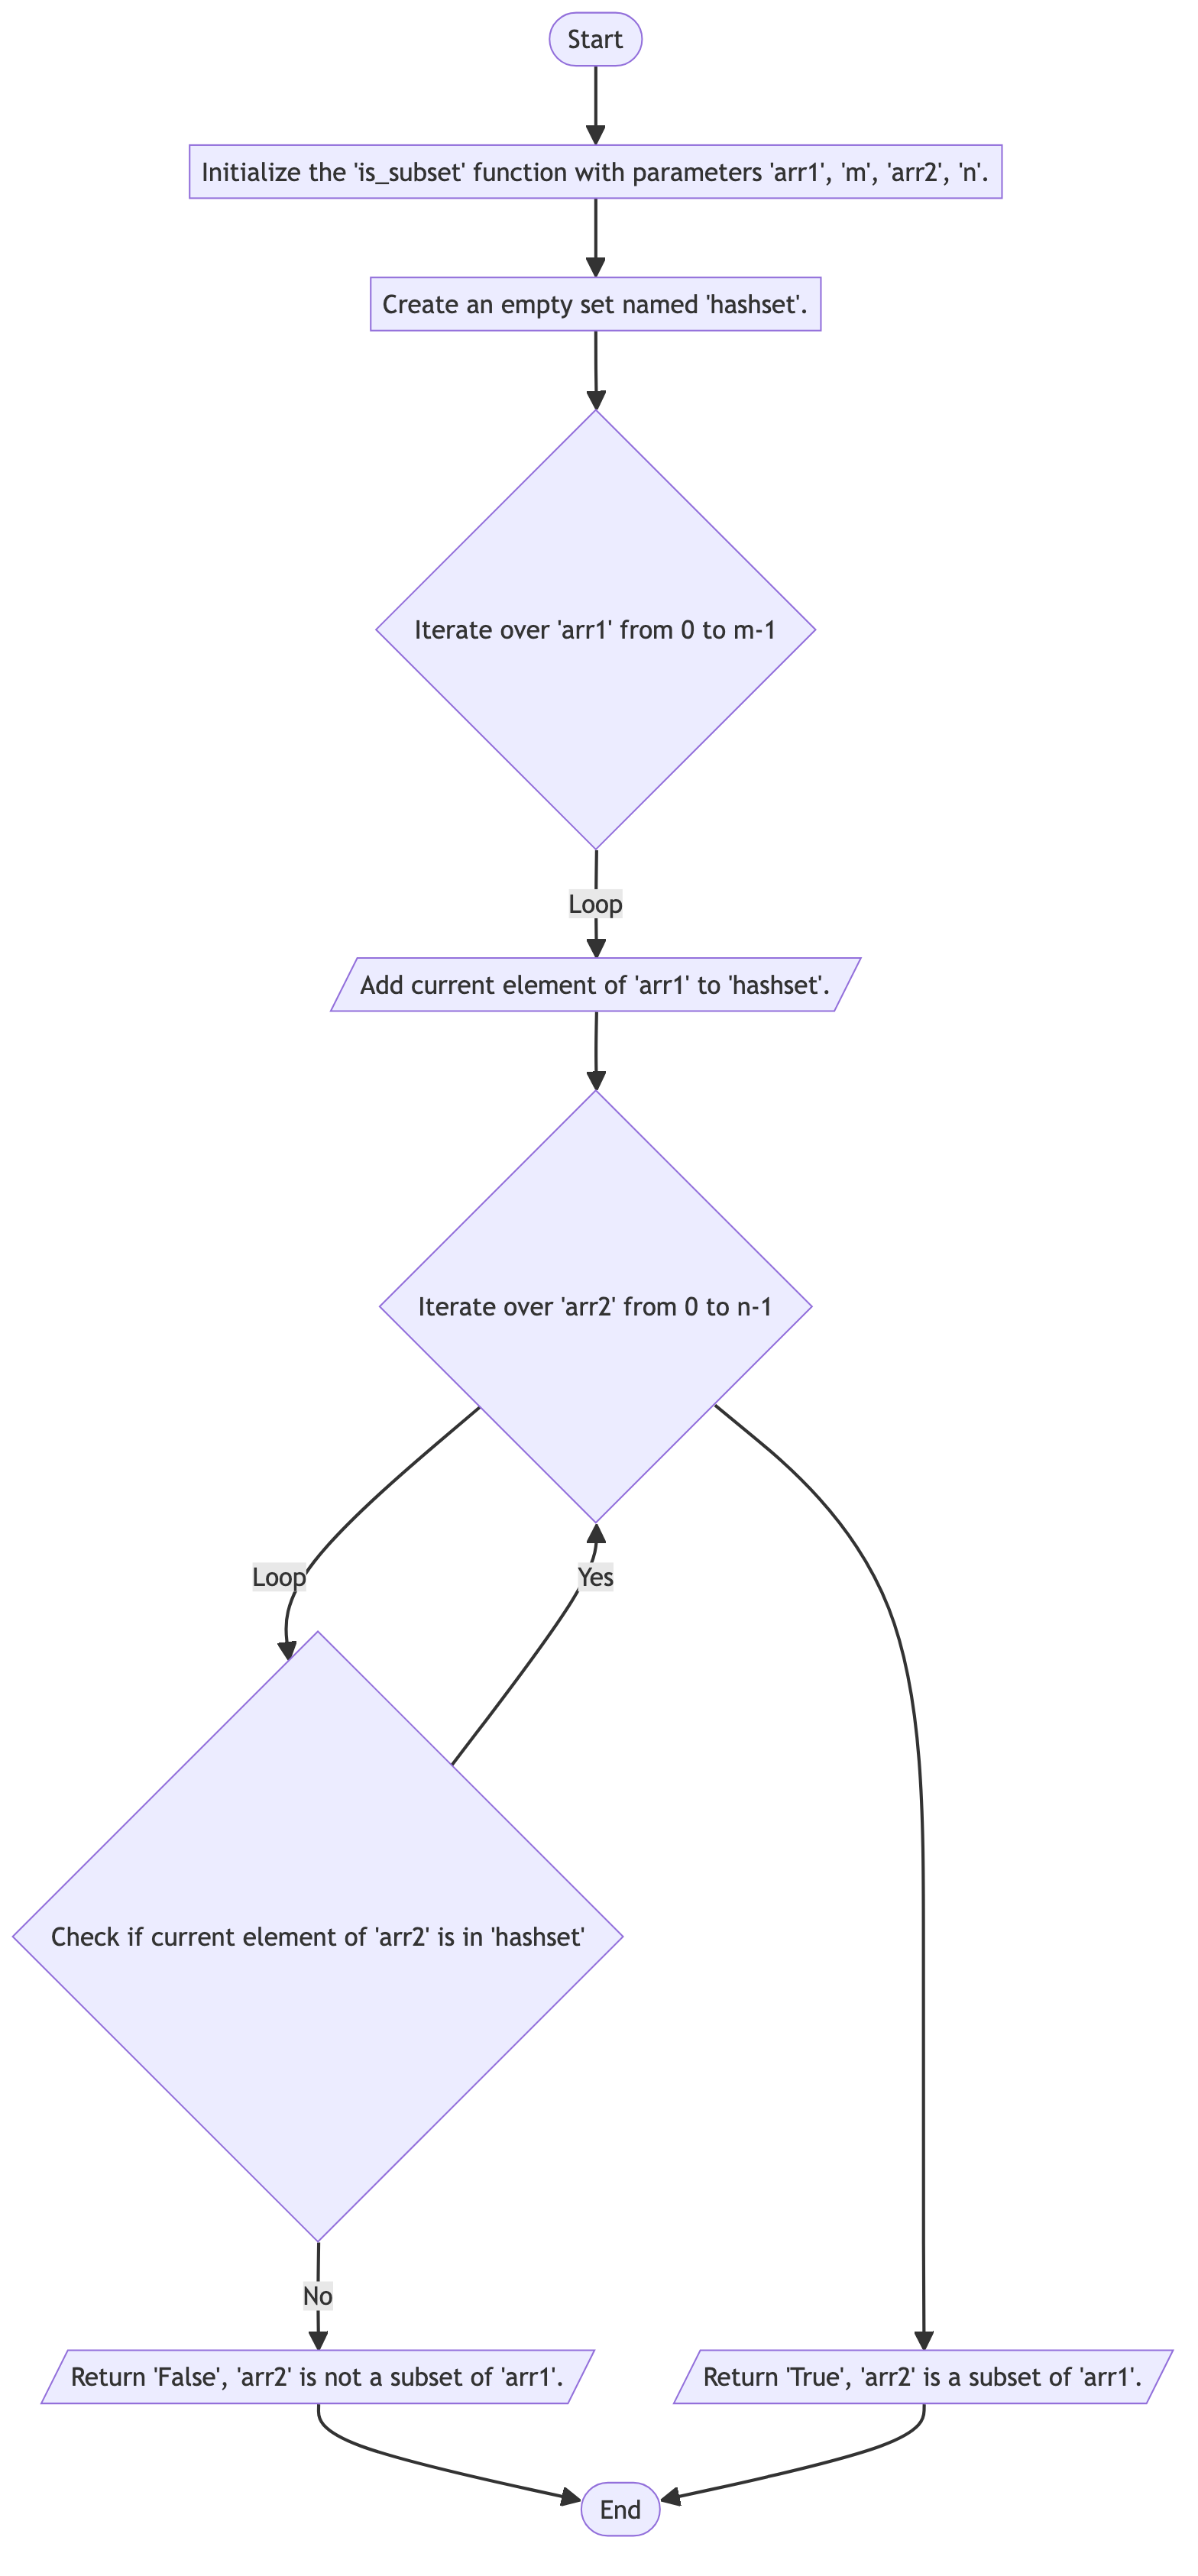 Start
Initialize the 'is_subset' function with parameters 'arr1', 'm', 'arr2', 'n'.
Create an empty set named 'hashset'.
Iterate over 'arr1' from 0 to m-1
Loop
Add current element of 'arr1' to 'hashset'.
Iterate over 'arr2' from 0 to n-1
Loop
Yes
Check if current element of 'arr2' is in 'hashset'
No
Return 'False', 'arr2' is not a subset of 'arr1'.
Return 'True', 'arr2' is a subset of 'arr1'.
End